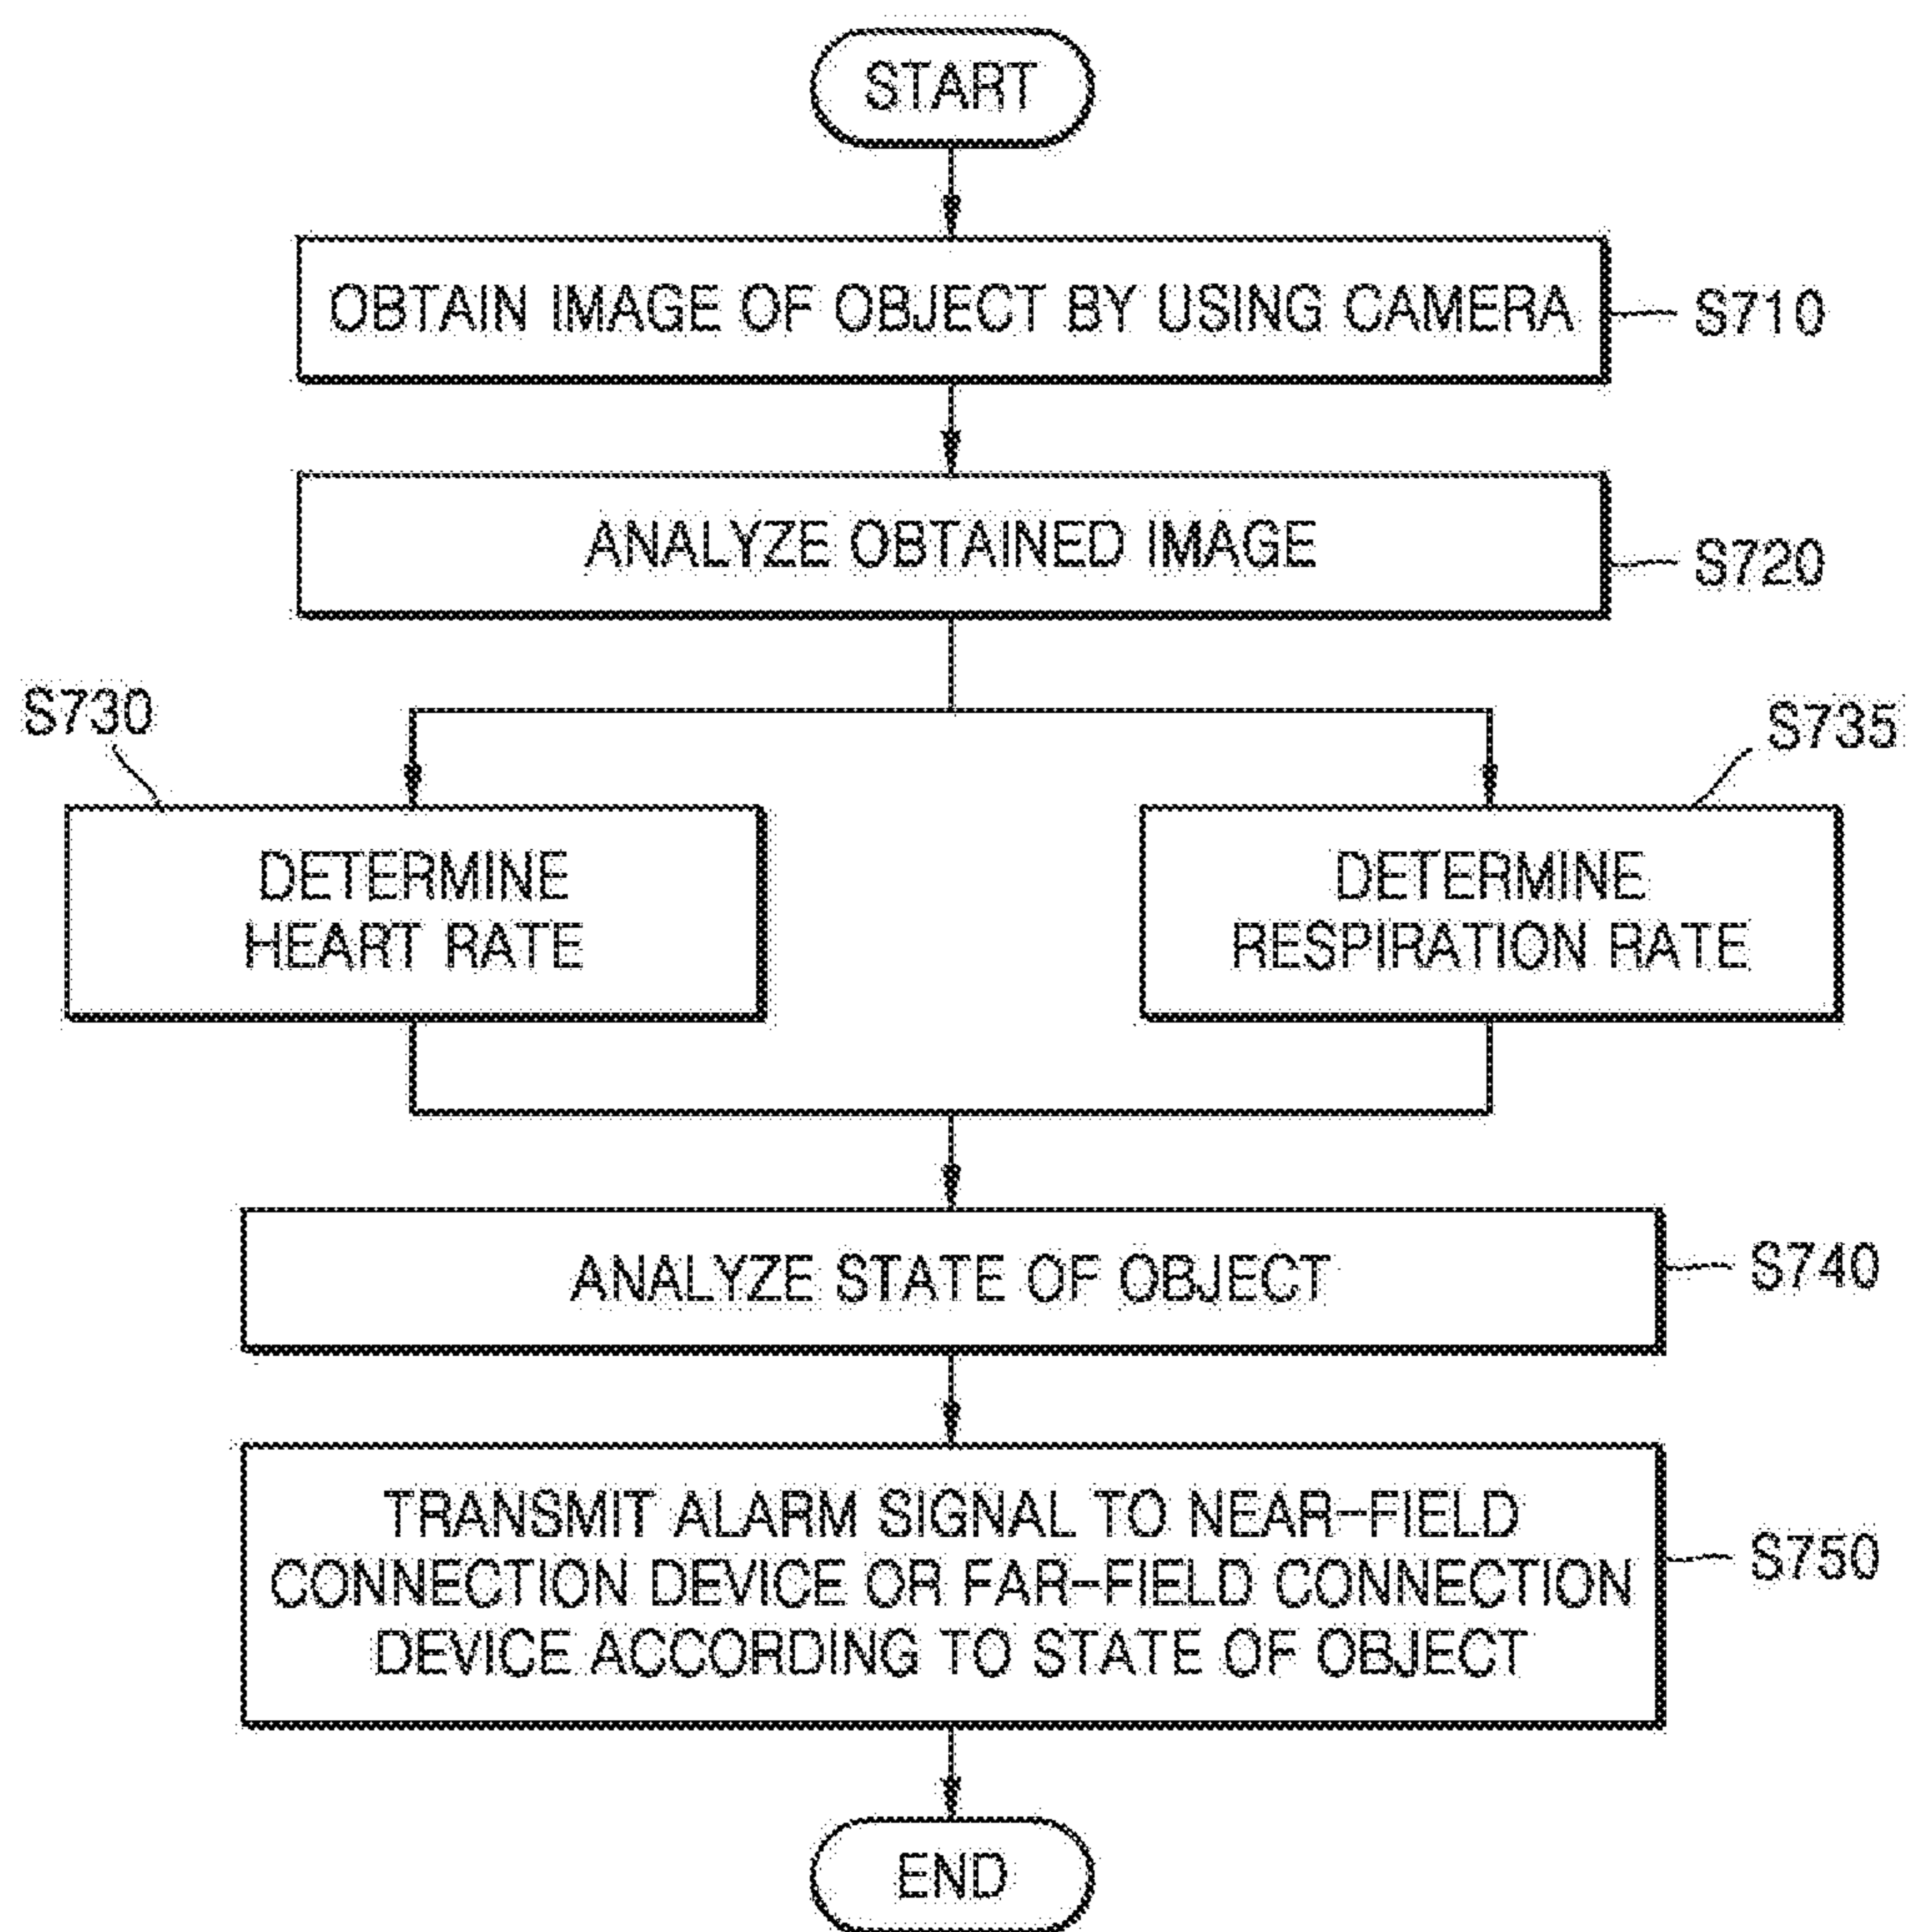 START
OBTAIN IMAGE OF OBJECT BY USING CAMERA
S710
ANALYZE OBTAINED IMAGE
S720
S730
S735
DETERMINE
HEART RATE
DETERMINE
RESPIRATION RATE
ANALYZE STATE OF OBJECT
S740
TRANSMIT ALARM SIGNAL TO NEAR-FIELD
CONNECTION DEVICE OR FAR-FIELD CONNECTION
DEVICE ACCORDING TO STATE OF OBJECT
S750
END